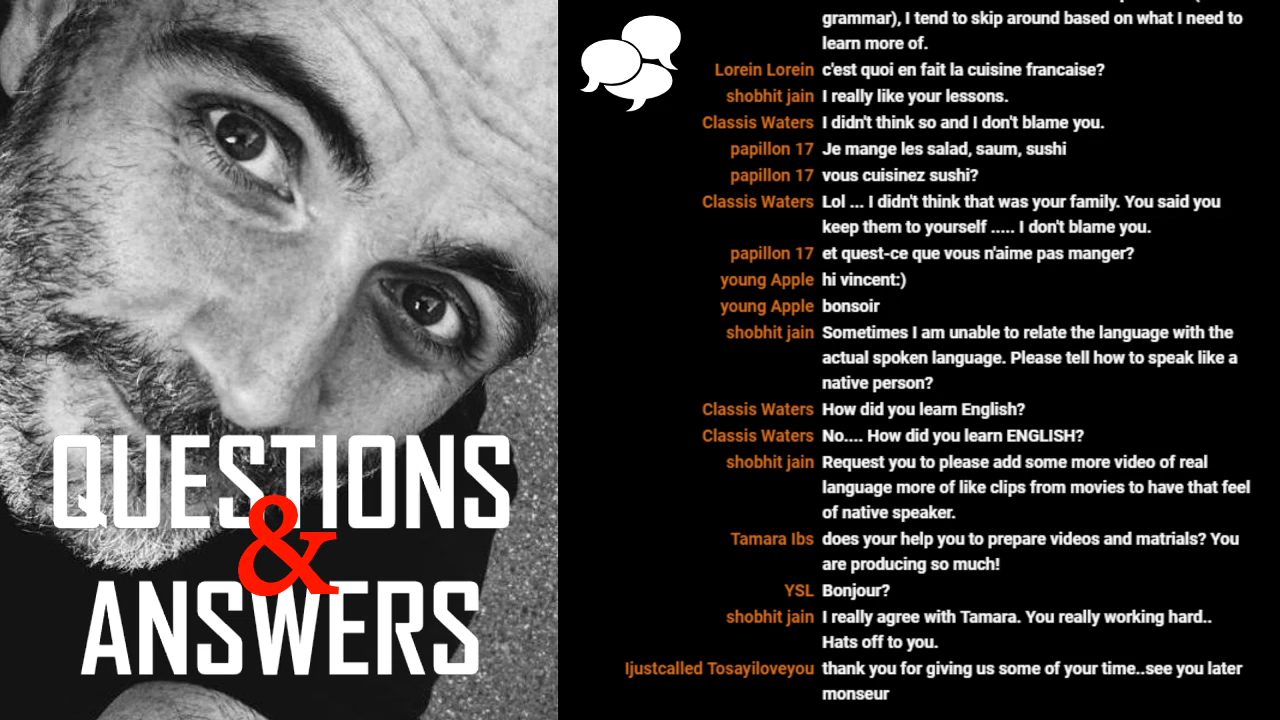 QUESTIONS
&
ANSWERS
grammar), I tend to skip around based on what I need to
learn more of.
Lorein Lorein c'est quoi en fait la cuisine francaise?
shobhit jain I really like your lessons.
Classis Waters I didn't think so and I don't blame you.
papillon 17 Je mange les salad, saum, sushi
papillon 17 vous cuisinez sushi?
Classis Waters Lol ... I didn't think that was your family. You said you
keep them to yourself ..... I don't blame you.
papillon 17 et quest-ce que vous n'aime pas manger?
young Apple hi vincent:)
young Apple bonsoir
shobhit jain Sometimes I am unable to relate the language with the
actual spoken language. Please tell how to speak like a
native person?
Classis Waters How did you learn English?
Classis Waters No.... How did you learn ENGLISH?
shobhit jain Request you to please add some more video of real
language more of like clips from movies to have that feel
of native speaker.
Tamara Ibs does your help you to prepare videos and matrials? You
are producing so much!
YSL Bonjour?
shobhit jain I really agree with Tamara. You really working hard..
Hats off to you.
Ijustcalled Tosayiloveyou thank you for giving us some of your time..see you later
monseur